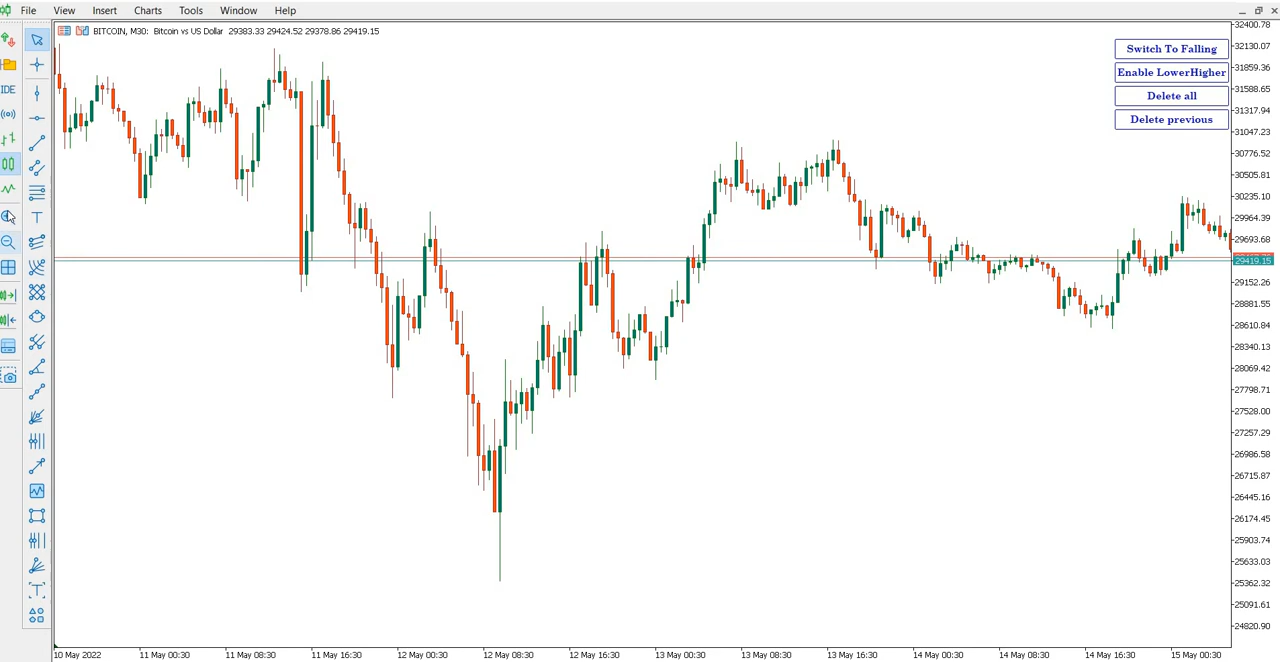 File View Insert Charts Tools Window Help
BITCOIN, M30: Bitcoin vs US Dollar 29383.33 29424.52 29378.86 29419.15
IDE
T
T
Switch To Falling
Enable LowerHigher
Delete all
Delete previous
32400.78
32130.07
31859.36
31588.65
31317.94
31047.23
30776.52
30505.81
30235.10
29964.39
29693.68
29419.15
29152.26
28881.55
28610.84
28340.13
28069.42
27798.71
27528.00
27257.29
26986.58
26715.87
26445.16
26174.45
25903.74
25633.03
25362.32
25091.61
24820.90
10 May 2022 11 May 00:30 11 May 08:30 11 May 16:30 12 May 00:30 12 May 08:30 12 May 16:30 13 May 00:30 13 May 08:30 13 May 16:30 14 May 00:30 14 May 08:30 14 May 16:30 15 May 00:30